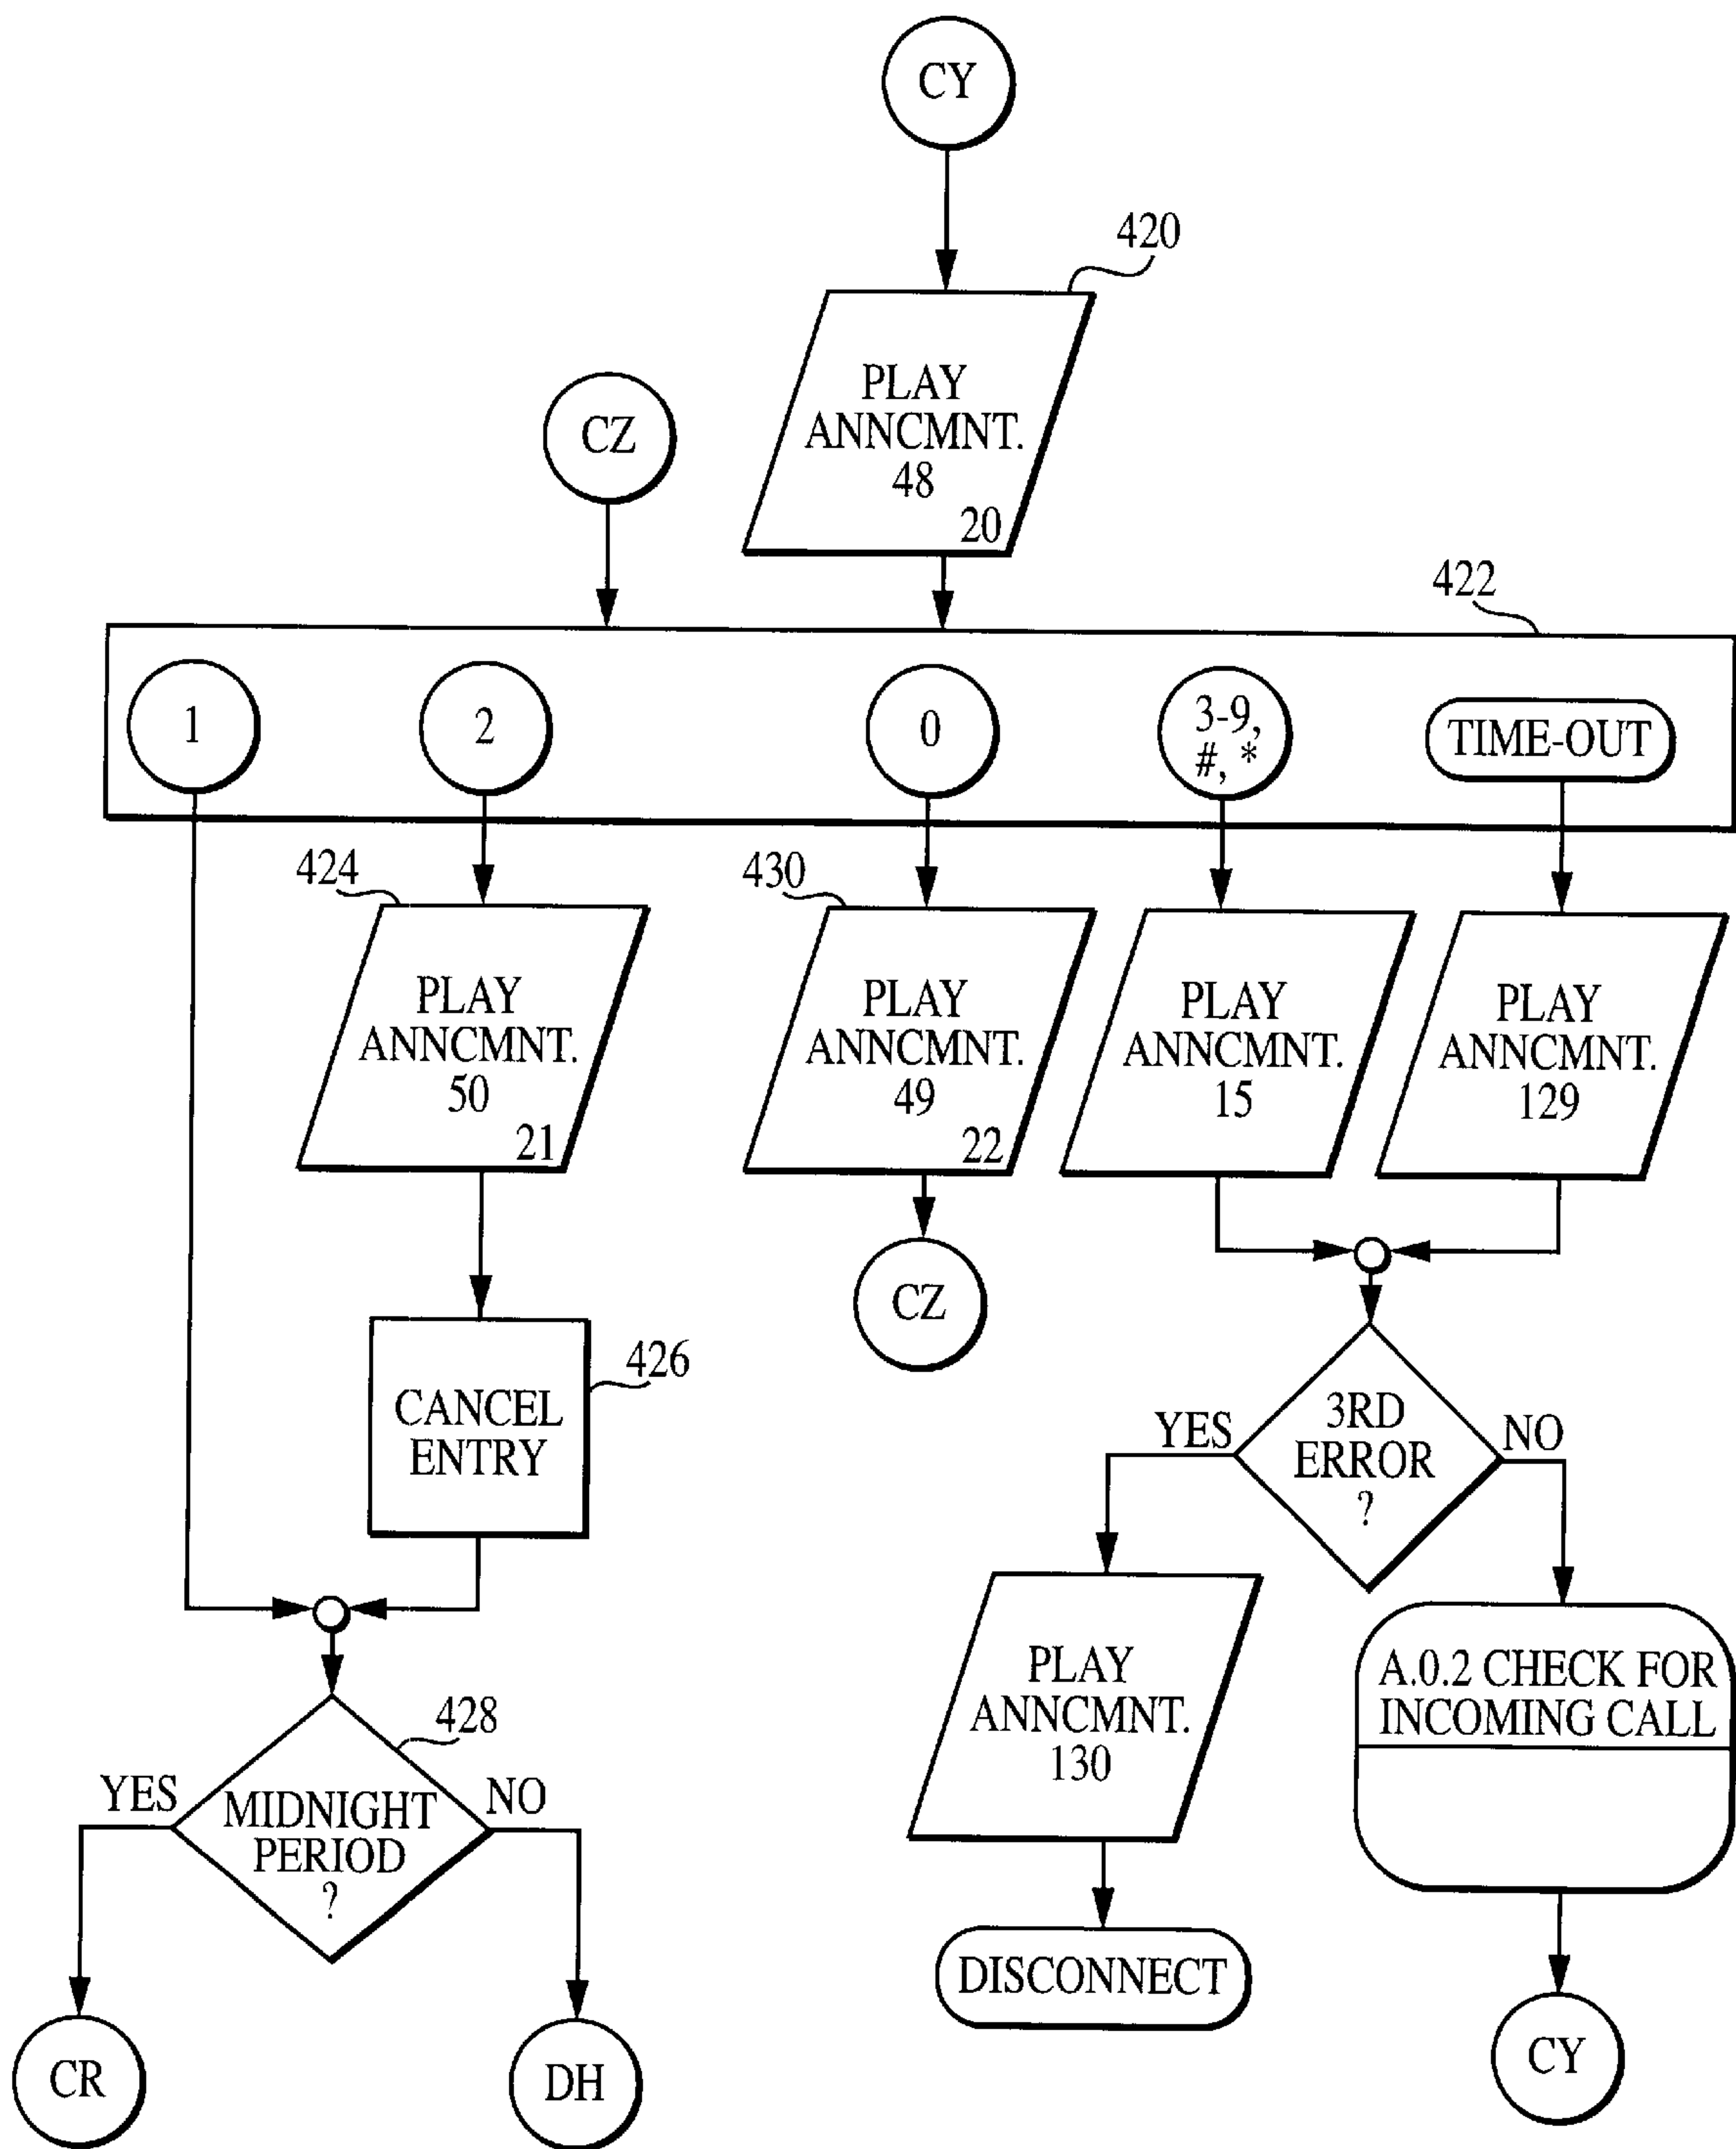 CY
420
PLAY
ANNCMNT.
48
20
CZ
422
1
2
0
3-9,
#, *
TIME-OUT
424
PLAY
ANNCMNT.
50
21
430
PLAY
ANNCMNT.
49
22
PLAY
ANNCMNT.
15
PLAY
ANNCMNT.
129
CZ
CANCEL
ENTRY
426
3RD
ERROR
?
YES
NO
PLAY
ANNCMNT.
130
A.0.2 CHECK FOR
INCOMING CALL
428
YES
NO
MIDNIGHT
PERIOD
?
DISCONNECT
CR
DH
CY